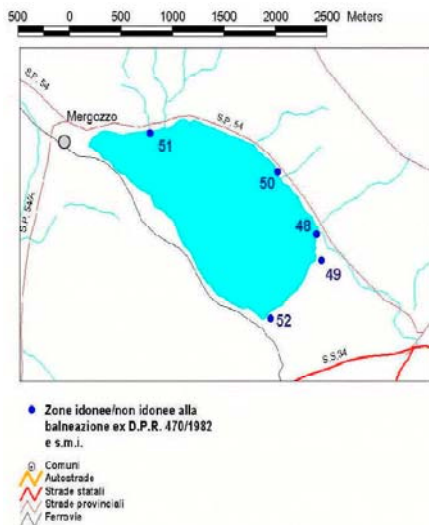 500 0 500 1000 1500 2000 2500 Meters
S.P. 54
Mergozzo
51
S.P. 54
50
48
49
52
S.S.34
Zone idonee/non idonee alla
balneazione ex D.P.R. 470/1982
e s.m.i.
Comuni
Autostrade
Strade statali
Strade provinciali
Ferrovie